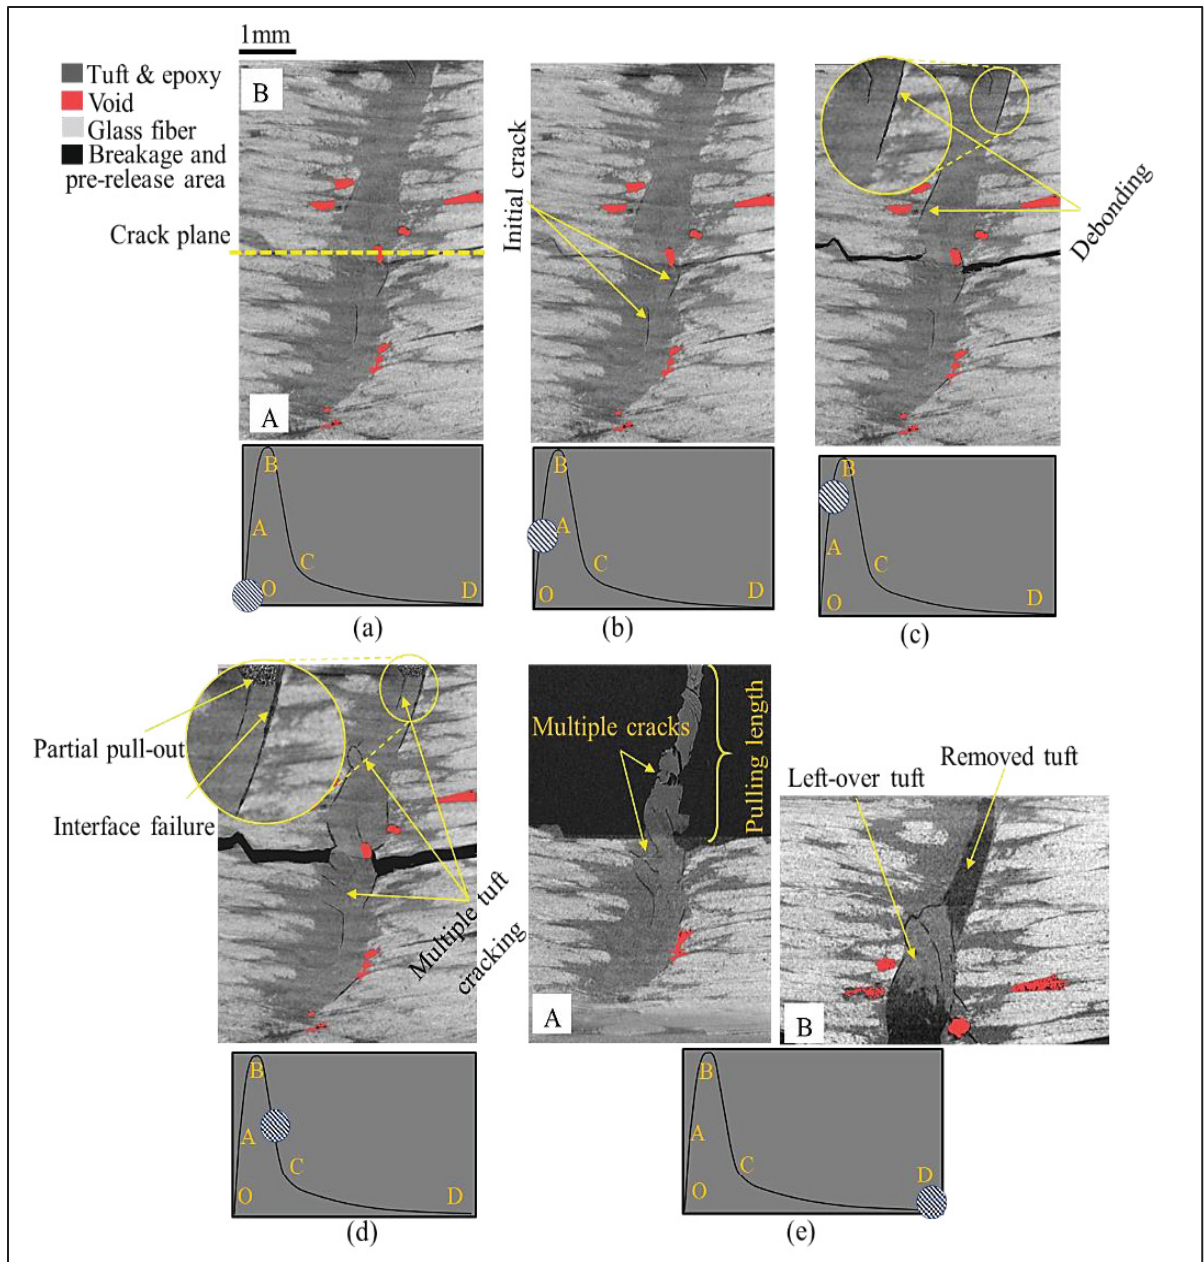 1mm
Tuft & epoxy
Void
Glass fiber
Breakage and
pre-release area
Crack plane
B
A
B
A
C
O
D
(a)
Initial crack
B
A
C
O
D
(b)
Debonding
B
A
C
O
D
(c)
Partial pull-out
Interface failure
Multiple tuft
cracking
B
A
C
O
D
(d)
Multiple cracks
Pulling length
A
Left-over tuft
Removed tuft
B
B
A
C
O
D
(e)